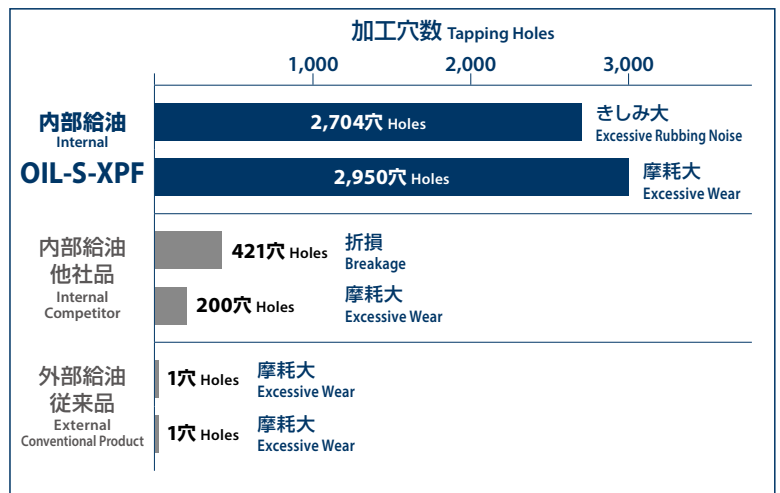 加工穴数 Tapping Holes
1,000 2,000 3,000
内部給油
Internal
OIL-S-XPF
2,704穴 Holes
きしみ大
Excessive Rubbing Noise
2,950穴 Holes
摩耗大
Excessive Wear
内部給油
他社品
Internal
Competitor
421穴 Holes
折損
Breakage
200穴 Holes
摩耗大
Excessive Wear
外部給油
従来品
External
Conventional Product
1穴 Holes
摩耗大
Excessive Wear
1穴 Holes
摩耗大
Excessive Wear